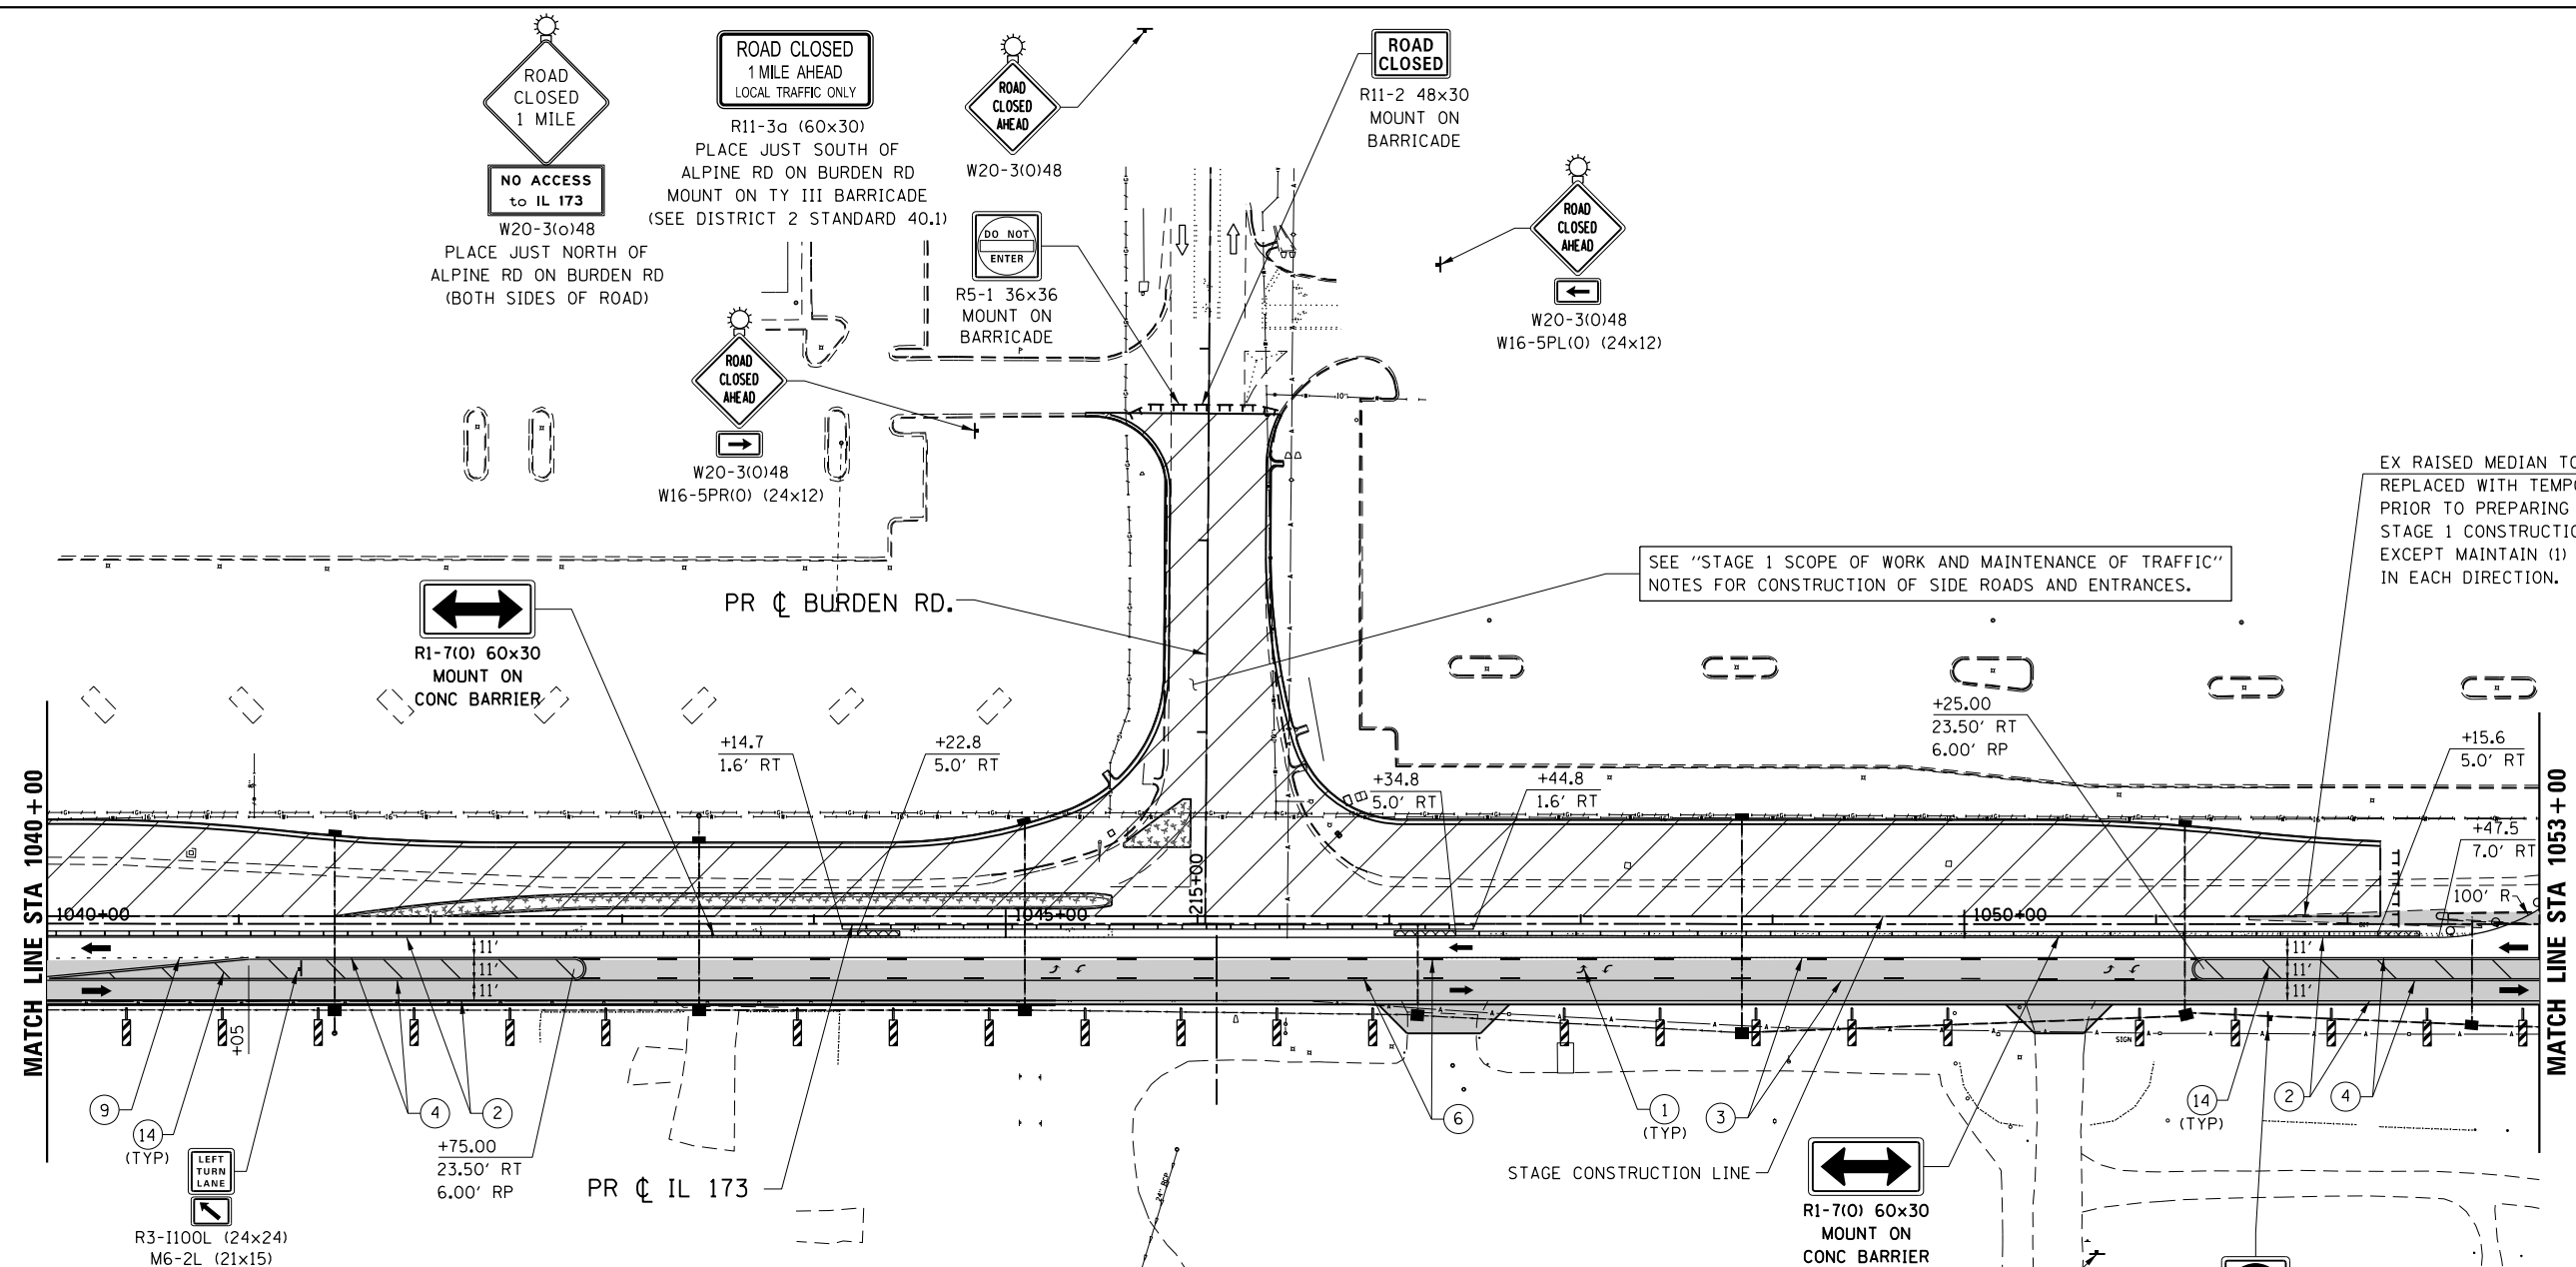 ROAD
CLOSED
1 MILE
NO ACCESS
to IL 173
W20-3(o)48
PLACE JUST NORTH OF
ALPINE RD ON BURDEN RD
(BOTH SIDES OF ROAD)
ROAD CLOSED
1 MILE AHEAD
LOCAL TRAFFIC ONLY
R11-3a (60x30)
PLACE JUST SOUTH OF
ALPINE RD ON BURDEN RD
MOUNT ON TY III BARRICADE
(SEE DISTRICT 2 STANDARD 40.1)
ROAD
CLOSED
AHEAD
W20-3(O)48
DO NOT
ENTER
R5-1 36x36
MOUNT ON
BARRICADE
ROAD
CLOSED
R11-2 48x30
MOUNT ON
BARRICADE
ROAD
CLOSED
AHEAD
W20-3(O)48
W16-5PL(O) (24x12)
ROAD
CLOSED
AHEAD
W20-3(O)48
W16-5PR(O) (24x12)
EX RAISED MEDIAN TO
REPLACED WITH TEMP
PRIOR TO PREPARING
STAGE 1 CONSTRUCTIO
EXCEPT MAINTAIN (1)
IN EACH DIRECTION.
SEE "STAGE 1 SCOPE OF WORK AND MAINTENANCE OF TRAFFIC"
NOTES FOR CONSTRUCTION OF SIDE ROADS AND ENTRANCES.
PR ℄ BURDEN RD.
R1-7(O) 60x30
MOUNT ON
CONC BARRIER
+14.7
1.6' RT
+22.8
5.0' RT
+34.8
5.0' RT
+44.8
1.6' RT
+25.00
23.50' RT
6.00' RP
+15.6
5.0' RT
+47.5
7.0' RT
100' R
MATCH LINE STA 1040+00
MATCH LINE STA 1053+00
1040+00
1045+00
215+00
1050+00
11'
11'
11'
11'
11'
11'
+05
SIGN
9
14
(TYP)
4
2
6
1
(TYP)
3
14
(TYP)
2
4
+75.00
23.50' RT
6.00' RP
PR ℄ IL 173
24" RCP
STAGE CONSTRUCTION LINE
LEFT
TURN
LANE
R3-I100L (24x24)
M6-2L (21x15)
R1-7(O) 60x30
MOUNT ON
CONC BARRIER